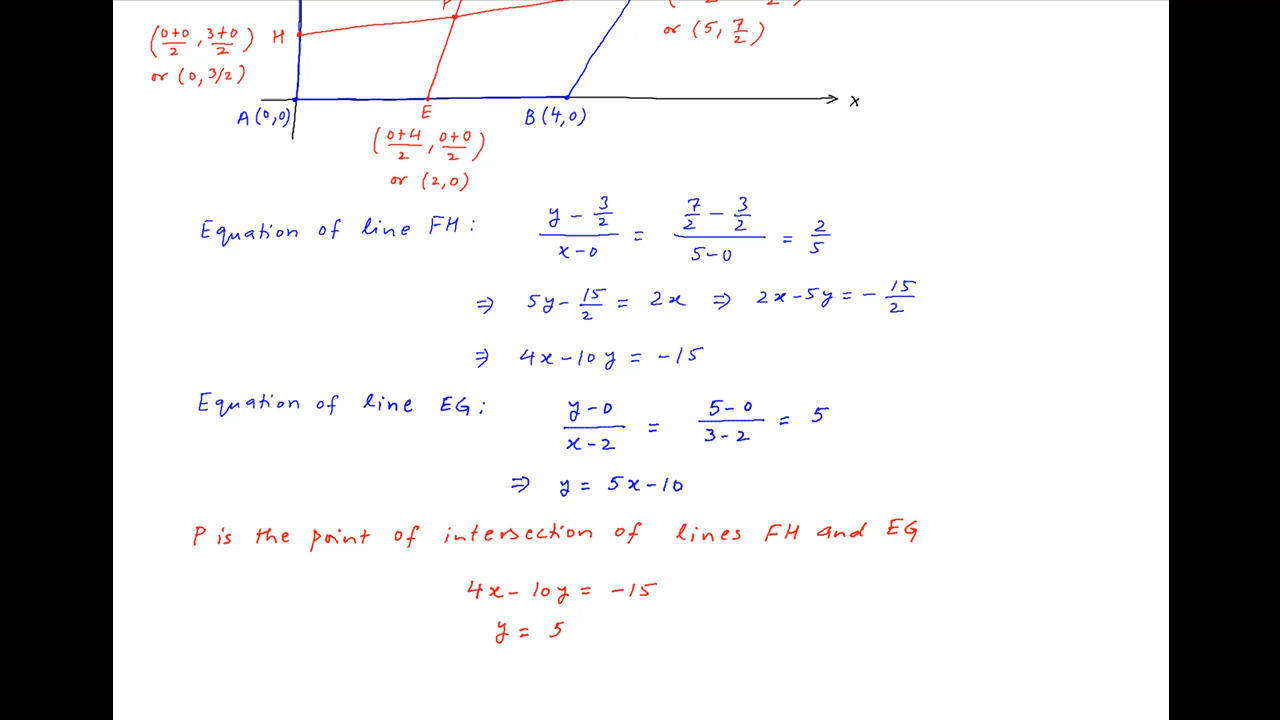 (0+0/2, 3+0/2) H
or (5, 7/2)
or (0, 3/2)
A (0,0)
E
B (4,0)
x
(0+4/2, 0+0/2)
or (2,0)
Equation of line FH: (y - 3/2)/(x-0) = (7/2 - 3/2)/(5-0) = 2/5
⇒ 5y - 15/2 = 2x ⇒ 2x-5y = - 15/2
⇒ 4x-10y = -15
Equation of line EG: (y-0)/(x-2) = (5-0)/(3-2) = 5
⇒ y = 5x-10
P is the point of intersection of lines FH and EG
4x- 10y = -15
y = 5